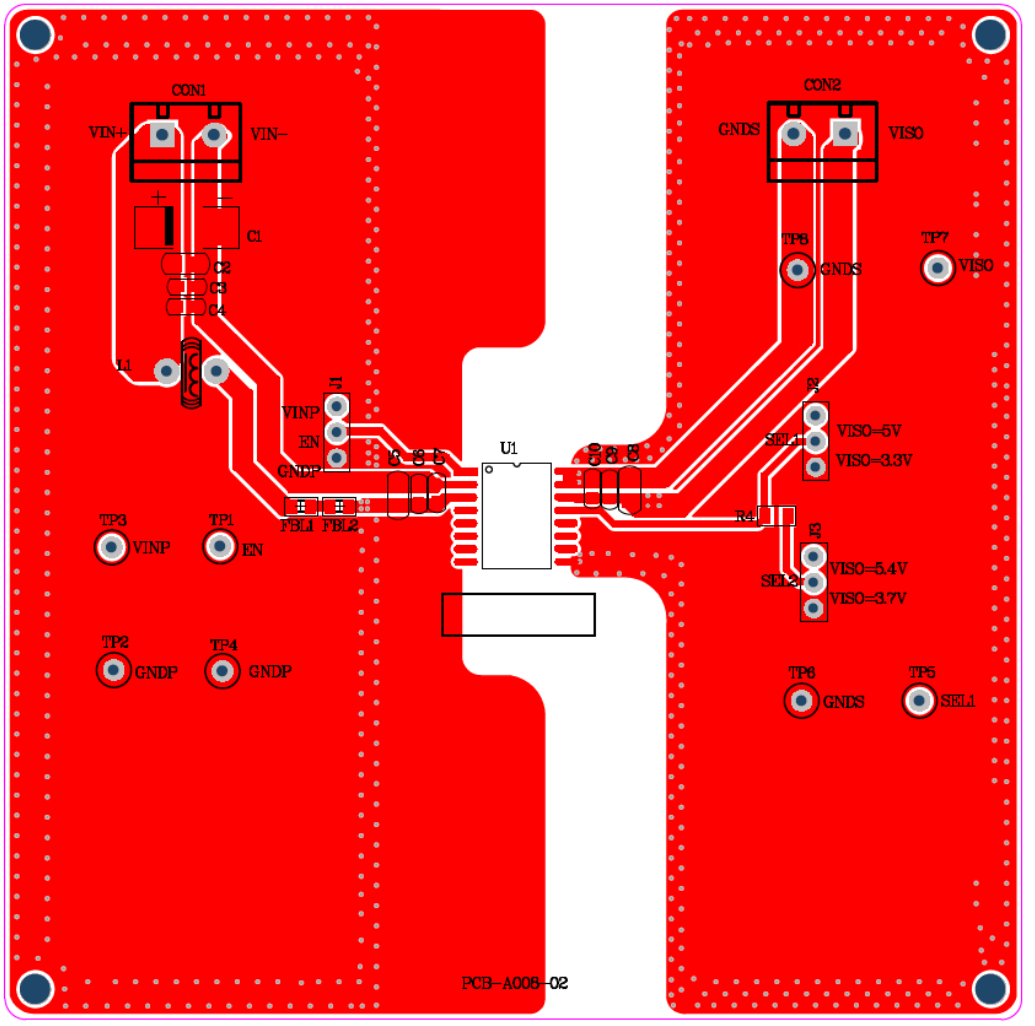 CON1
CON2
VIN+
VIN-
GNDS
VISO
+
-
C1
C2
C3
C4
TP8
GNDS
TP7
VISO
L1
J1
VINP
EN
GNDP
J2
VISO=5V
SEL1
VISO=3.3V
U1
C5
C6
C7
C10
C9
C8
FBL1
FBL2
R4
J3
TP3
VINP
TP1
EN
VISO=5.4V
SEL2
VISO=3.7V
TP2
GNDP
TP4
GNDP
TP6
GNDS
TP5
SEL1
PCB-A008-02